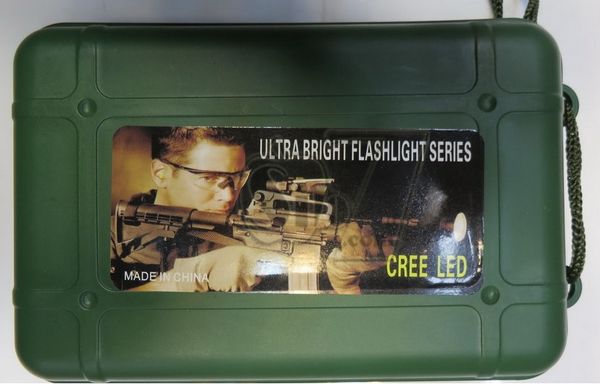 ULTRA BRIGHT FLASHLIGHT SERIES
MADE IN CHINA
CREE LED